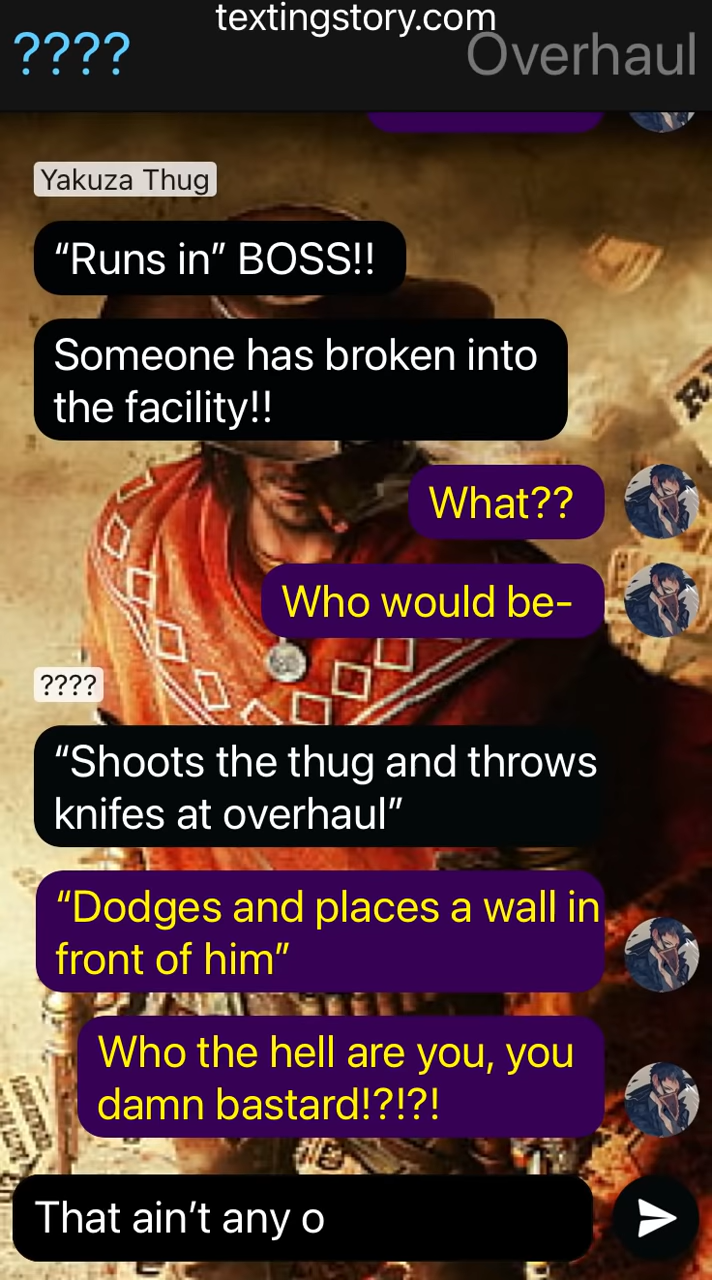 textingstory.com
????
Overhaul
Yakuza Thug
“Runs in” BOSS!!
Someone has broken into
the facility!!
What??
Who would be-
????
“Shoots the thug and throws
knifes at overhaul”
“Dodges and places a wall in
front of him”
Who the hell are you, you
damn bastard!?!?!
That ain’t any o